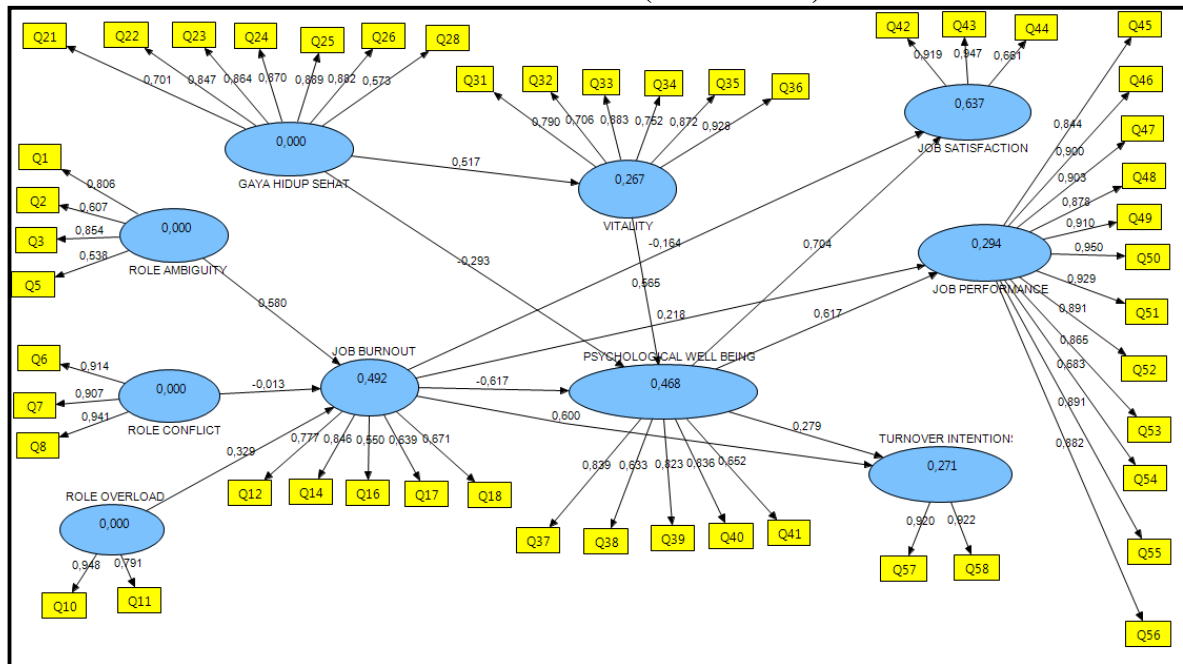 Q21
Q22
Q23
Q24
Q25
Q26
Q28
0,701
0,847
0,864
0,870
0,889
0,882
0,573
0,000
GAYA HIDUP SEHAT
Q31
Q32
Q33
Q34
Q35
Q36
0,790
0,706
0,883
0,752
0,872
0,928
0,517
0,267
VITALITY
Q42
Q43
Q44
0,919
0,947
0,661
0,637
JOB SATISFACTION
Q45
Q46
Q47
Q48
Q49
Q50
Q51
Q52
Q53
Q54
Q55
Q56
0,844
0,900
0,903
0,878
0,910
0,950
0,929
0,891
0,865
0,683
0,891
0,882
0,294
JOB PERFORMANCE
Q1
Q2
Q3
Q5
0,806
0,607
0,854
0,538
0,000
ROLE AMBIGUITY
-0,293
-0,164
0,565
0,704
0,580
0,218
0,617
Q6
Q7
Q8
0,914
0,907
0,941
0,000
ROLE CONFLICT
-0,013
JOB BURNOUT
0,492
-0,617
PSYCHOLOGICAL WELL BEING
0,468
0,600
0,279
0,329
0,777
0,846
0,550
0,639
0,671
Q12
Q14
Q16
Q17
Q18
0,839
0,633
0,823
0,836
0,652
Q37
Q38
Q39
Q40
Q41
TURNOVER INTENTIONS
0,271
0,920
0,922
Q57
Q58
ROLE OVERLOAD
0,000
0,948
0,791
Q10
Q11